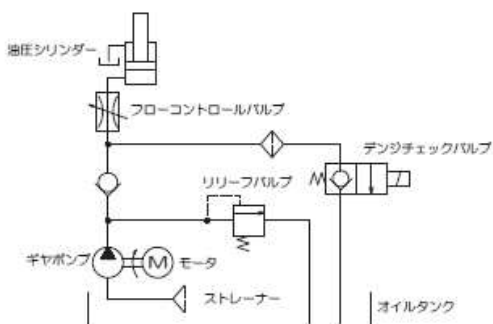 油圧シリンダー
フローコントロールバルブ
デンジチェックバルブ
リリーフバルブ
ギヤポンプ
M
モータ
ストレーナー
オイルタンク